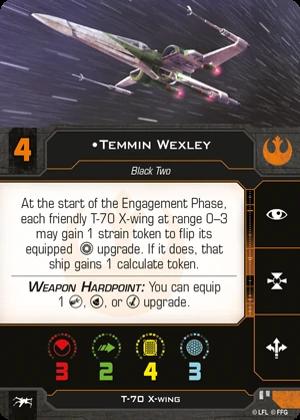 4
•Temmin Wexley
Black Two
At the start of the Engagement Phase,
each friendly T-70 X-wing at range 0–3
may gain 1 strain token to flip its
equipped upgrade. If it does, that
ship gains 1 calculate token.
Weapon Hardpoint: You can equip
1 , , or upgrade.
3 2 4 3
T-70 X-wing
© LFL © FFG